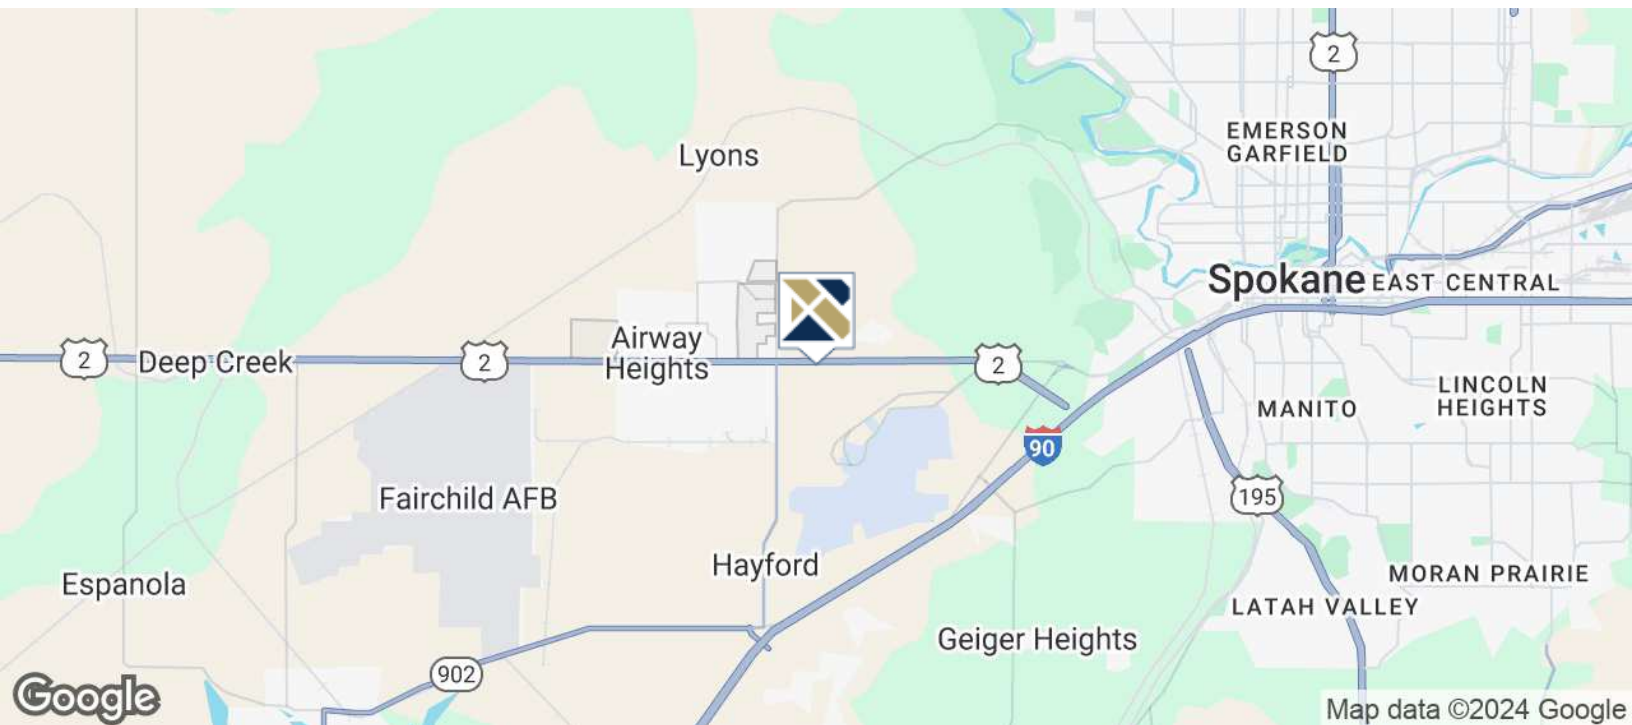 2
EMERSON
GARFIELD
Lyons
Spokane
EAST CENTRAL
Airway
Heights
2
Deep Creek
2
2
LINCOLN
HEIGHTS
MANITO
90
195
Fairchild AFB
Hayford
MORAN PRAIRIE
Espanola
LATAH VALLEY
Geiger Heights
902
Google
Map data ©2024 Google